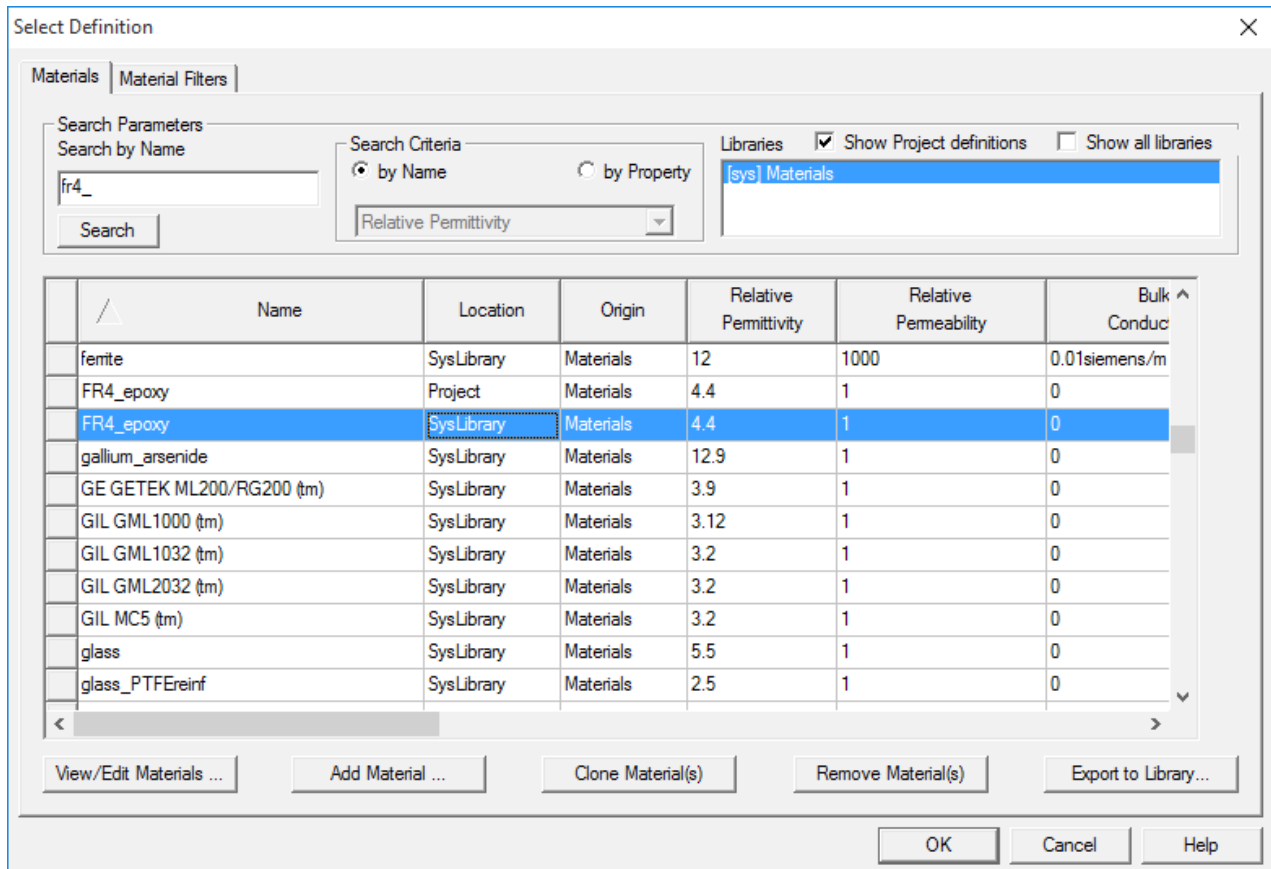 Select Definition
Materials Material Filters
Search Parameters
Search by Name
fr4_
Search
Search Criteria
by Name by Property
Relative Permittivity
Libraries Show Project definitions Show all libraries
[sys] Materials
Name Location Origin Relative Permittivity Relative Permeability Bulk Conduc
ferrite SysLibrary Materials 12 1000 0.01siemens/m
FR4_epoxy Project Materials 4.4 1 0
FR4_epoxy SysLibrary Materials 4.4 1 0
gallium_arsenide SysLibrary Materials 12.9 1 0
GE GETEK ML200/RG200 (tm) SysLibrary Materials 3.9 1 0
GIL GML1000 (tm) SysLibrary Materials 3.12 1 0
GIL GML1032 (tm) SysLibrary Materials 3.2 1 0
GIL GML2032 (tm) SysLibrary Materials 3.2 1 0
GIL MC5 (tm) SysLibrary Materials 3.2 1 0
glass SysLibrary Materials 5.5 1 0
glass_PTFEreinf SysLibrary Materials 2.5 1 0
View/Edit Materials ... Add Material ... Clone Material(s) Remove Material(s) Export to Library...
OK Cancel Help